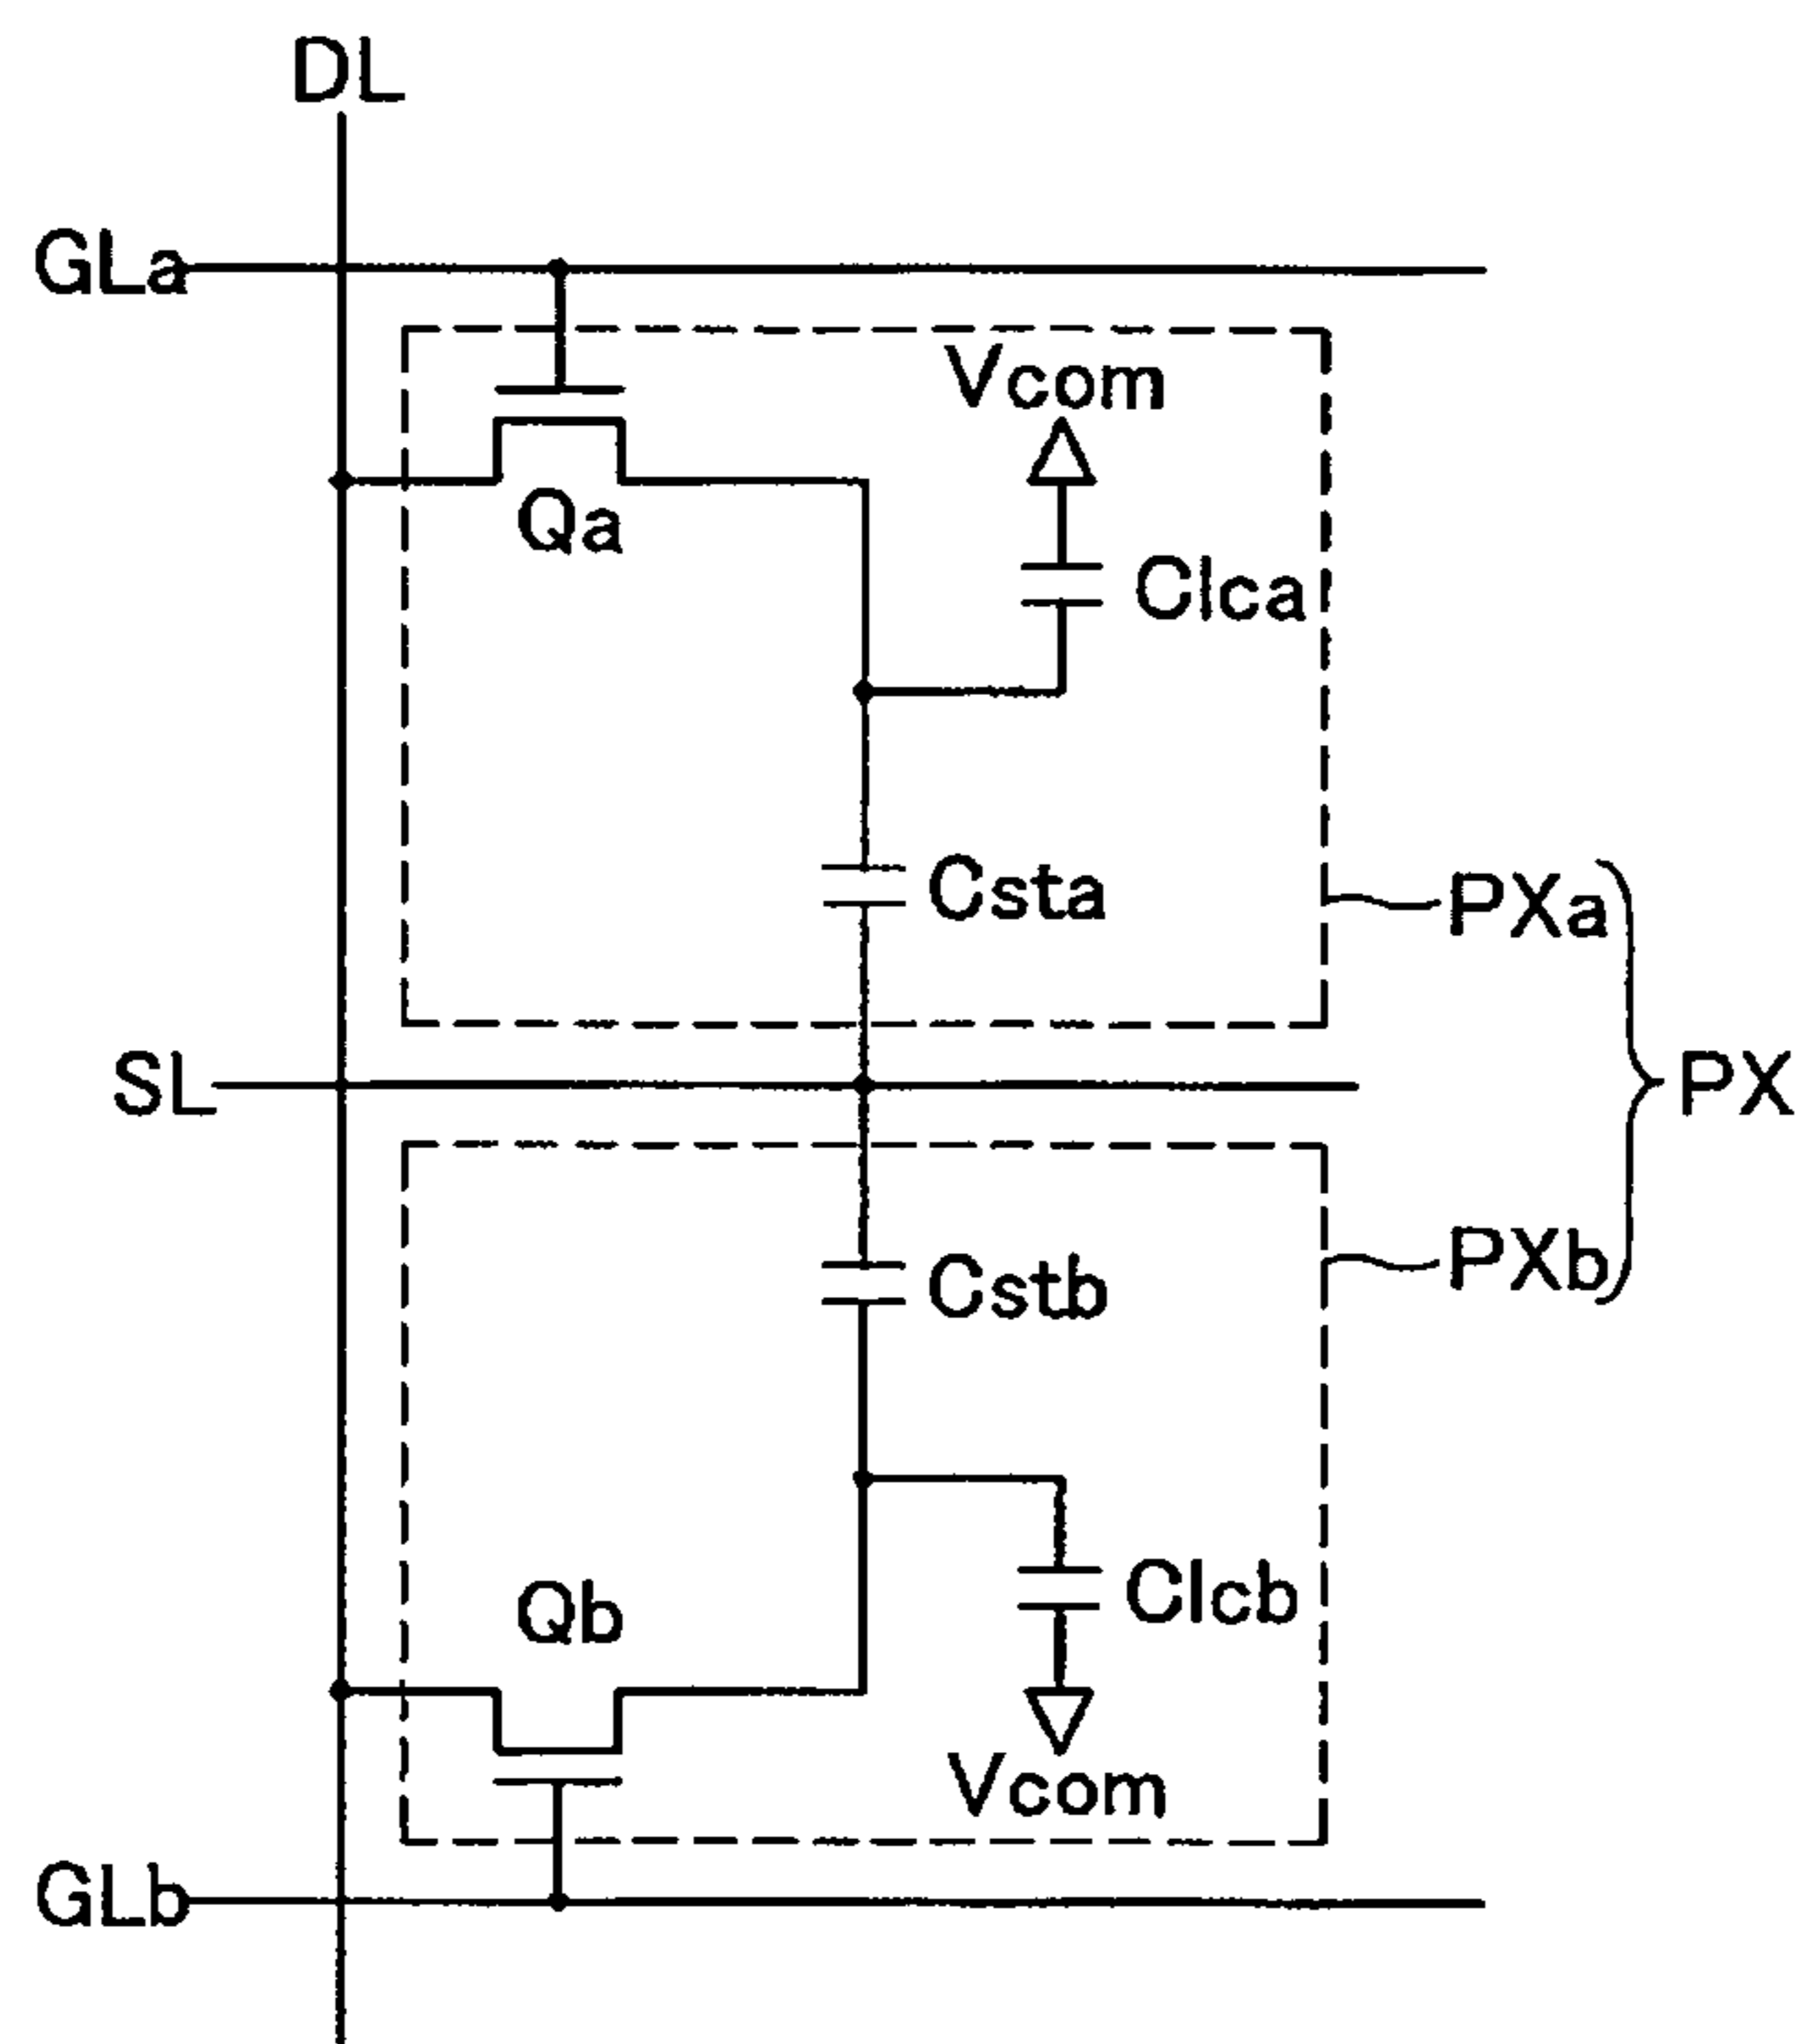 DL
GLa
Vcom
Qa
Clca
Csta
PXa
SL
PX
Cstb
PXb
Qb
Clcb
Vcom
GLb